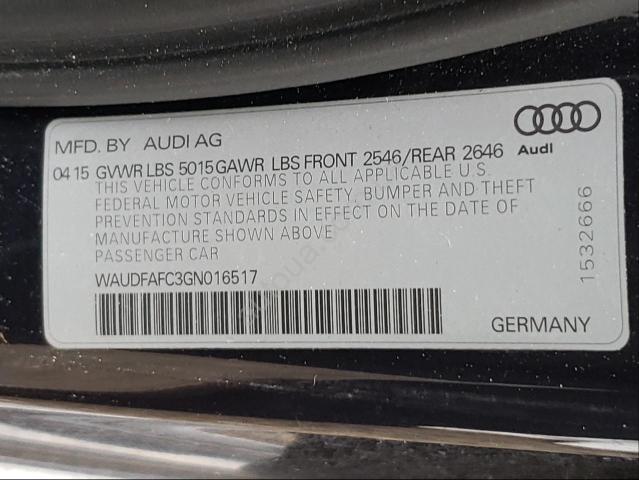 MFD. BY AUDI AG
04 15 GVWR LBS 5015 GAWR LBS FRONT 2546/REAR 2646
THIS VEHICLE CONFORMS TO ALL APPLICABLE U.S.
FEDERAL MOTOR VEHICLE SAFETY, BUMPER AND THEFT
PREVENTION STANDARDS IN EFFECT ON THE DATE OF
MANUFACTURE SHOWN ABOVE
PASSENGER CAR
WAUDFAFC3GN016517
Audi
1532666
GERMANY